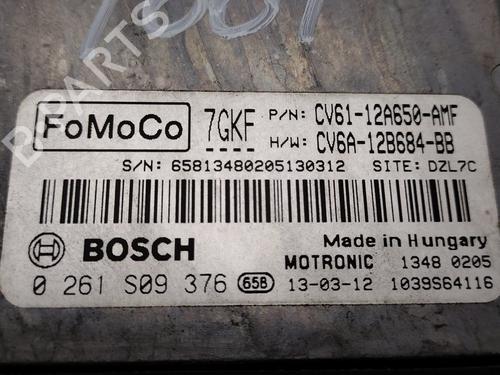 FoMoCo 7GKF P/N: CV61-12A650-AMF
H/W: CV6A-12B684-BB
S/N: 65813480205130312 SITE: DZL7C
BOSCH Made in Hungary
MOTRONIC 1348 0205
0 261 S09 376 65B 13-03-12 1039S64116
B-PARTS